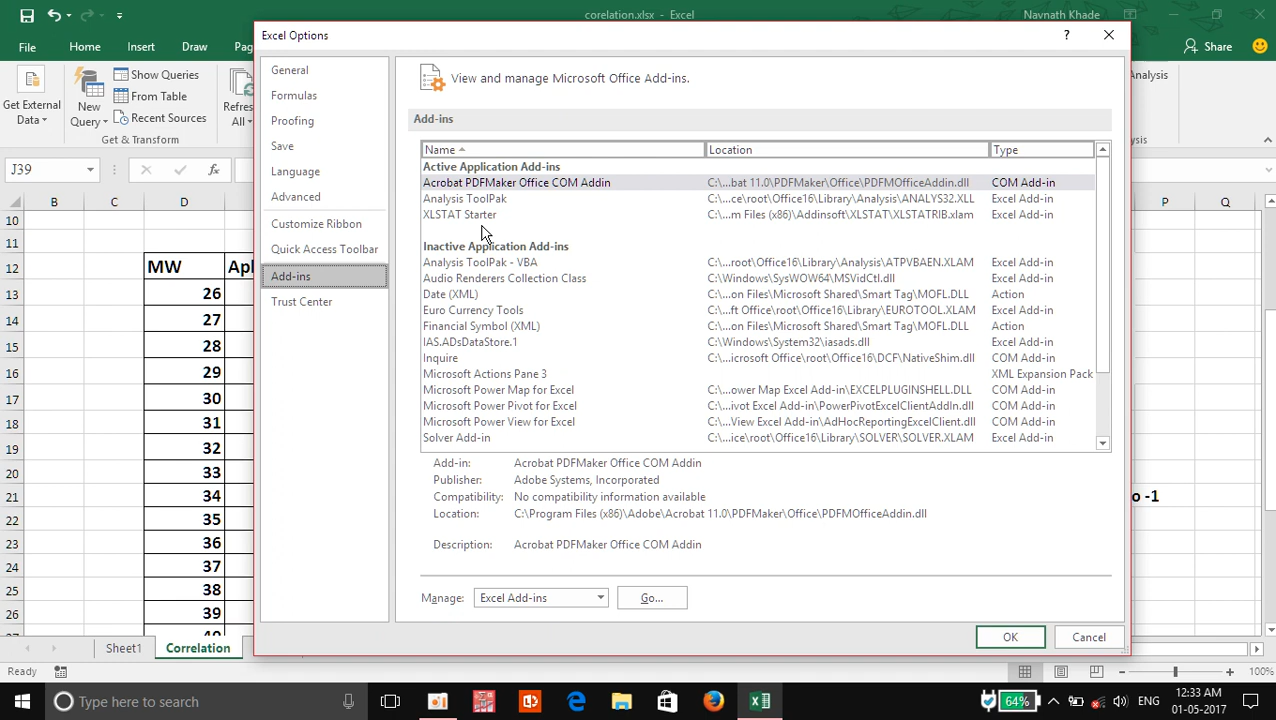 corelation.xlsx - Excel
Navnath Khade
File Home Insert Draw Pag
Share
Get External
Data
New
Query
Show Queries
From Table
Recent Sources
Get & Transform
Refres
All
Analysis
sis
J39
fx
B C D P Q
10
11
12 MW Apl
13 26
14 27
15 28
16 29
17 30
18 31
19 32
20 33
21 34
22 35
23 36
24 37
25 38
26 39
o -1
Sheet1 Correlation
Ready
100%
Excel Options
?
General
Formulas
Proofing
Save
Language
Advanced
Customize Ribbon
Quick Access Toolbar
Add-ins
Trust Center
View and manage Microsoft Office Add-ins.
Add-ins
Name Location Type
Active Application Add-ins
Acrobat PDFMaker Office COM Addin C:\...bat 11.0\PDFMaker\Office\PDFMOfficeAddin.dll COM Add-in
Analysis ToolPak C:\...ce\root\Office16\Library\Analysis\ANALYS32.XLL Excel Add-in
XLSTAT Starter C:\...m Files (x86)\Addinsoft\XLSTAT\XLSTATRIB.xlam Excel Add-in
Inactive Application Add-ins
Analysis ToolPak - VBA C:\...root\Office16\Library\Analysis\ATPVBAEN.XLAM Excel Add-in
Audio Renderers Collection Class C:\Windows\SysWOW64\MSVidCtl.dll Excel Add-in
Date (XML) C:\...on Files\Microsoft Shared\Smart Tag\MOFL.DLL Action
Euro Currency Tools C:\...ft Office\root\Office16\Library\EUROTOOL.XLAM Excel Add-in
Financial Symbol (XML) C:\...on Files\Microsoft Shared\Smart Tag\MOFL.DLL Action
IAS.ADsDataStore.1 C:\Windows\System32\iasads.dll Excel Add-in
Inquire C:\...icrosoft Office\root\Office16\DCF\NativeShim.dll COM Add-in
Microsoft Actions Pane 3 XML Expansion Pack
Microsoft Power Map for Excel C:\...ower Map Excel Add-in\EXCELPLUGINSHELL.DLL COM Add-in
Microsoft Power Pivot for Excel C:\...ivot Excel Add-in\PowerPivotExcelClientAddIn.dll COM Add-in
Microsoft Power View for Excel C:\...View Excel Add-in\AdHocReportingExcelClient.dll COM Add-in
Solver Add-in C:\...ice\root\Office16\Library\SOLVER\SOLVER.XLAM Excel Add-in
Add-in: Acrobat PDFMaker Office COM Addin
Publisher: Adobe Systems, Incorporated
Compatibility: No compatibility information available
Location: C:\Program Files (x86)\Adobe\Acrobat 11.0\PDFMaker\Office\PDFMOfficeAddin.dll
Description: Acrobat PDFMaker Office COM Addin
Manage: Excel Add-ins Go...
OK Cancel
Type here to search
64%
ENG
12:33 AM
01-05-2017